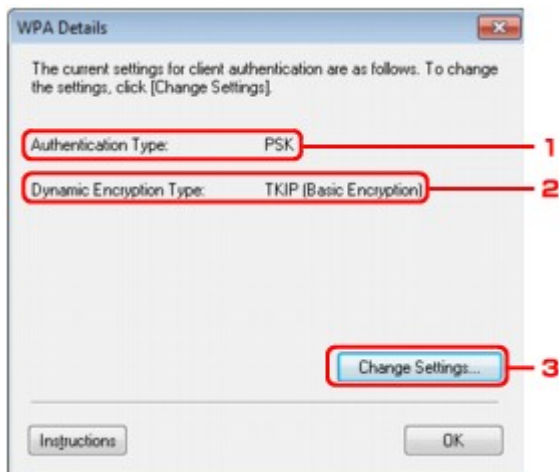 WPA Details
The current settings for client authentication are as follows. To change
the settings, click [Change Settings].
Authentication Type: PSK
1
Dynamic Encryption Type: TKIP (Basic Encryption)
2
Change Settings...
3
Instructions
OK